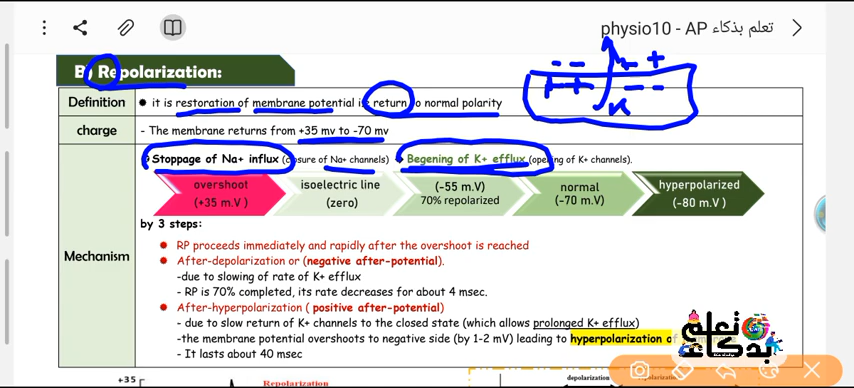 physio10 - AP تعلم بذكاء
B) Repolarization:
Definition
● it is restoration of membrane potential i.e return to normal polarity
charge
- The membrane returns from +35 mv to -70 mv
Stoppage of Na+ influx (closure of Na+ channels) Begening of K+ efflux (opening of K+ channels).
overshoot (+35 m.V)
isoelectric line (zero)
(-55 m.V) 70% repolarized
normal (-70 m.V)
hyperpolarized (-80 m.V )
Mechanism
by 3 steps:
● RP proceeds immediately and rapidly after the overshoot is reached
● After-depolarization or (negative after-potential).
-due to slowing of rate of K+ efflux
- RP is 70% completed, its rate decreases for about 4 msec.
● After-hyperpolarization ( positive after-potential)
- due to slow return of K+ channels to the closed state (which allows prolonged K+ efflux)
-the membrane potential overshoots to negative side (by 1-2 mV) leading to hyperpolarization of
- It lasts about 40 msec
تعلم
بذكاء
+35
Repolarization
depolarization